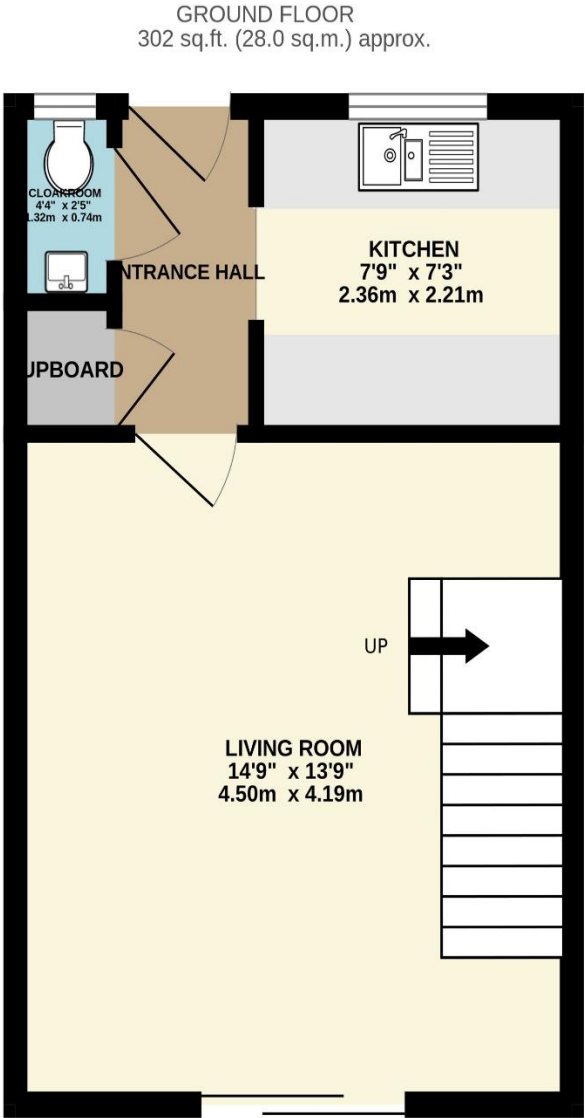 GROUND FLOOR
302 sq.ft. (28.0 sq.m.) approx.
CLOAKROOM
4'4" x 2'5"
1.32m x 0.74m
NTRANCE HALL
KITCHEN
7'9" x 7'3"
2.36m x 2.21m
UPBOARD
UP
LIVING ROOM
14'9" x 13'9"
4.50m x 4.19m